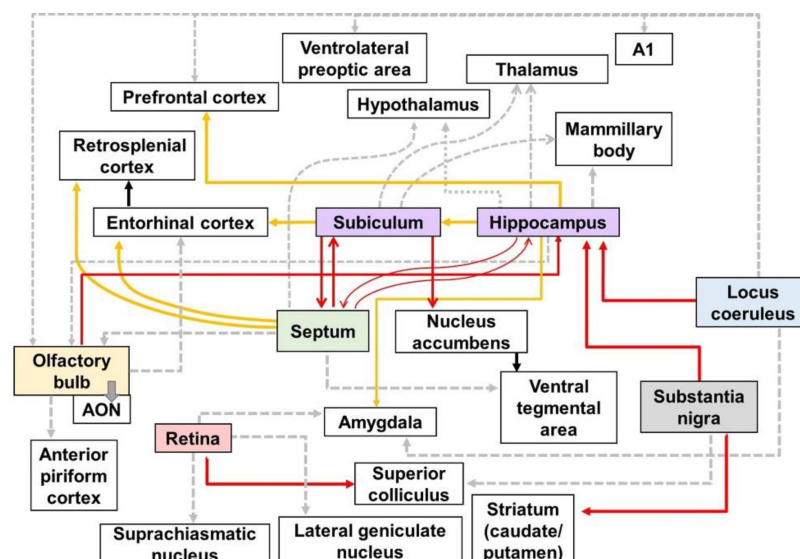 Ventrolateral
preoptic area
A1
Thalamus
Prefrontal cortex
Hypothalamus
Mammillary
body
Retrosplenial
cortex
Entorhinal cortex
Subiculum
Hippocampus
Locus
coeruleus
Septum
Nucleus
accumbens
Olfactory
bulb
AON
Ventral
tegmental
area
Substantia
nigra
Amygdala
Retina
Anterior
piriform
cortex
Superior
colliculus
Striatum
(caudate/
putamen)
Suprachiasmatic
nucleus
Lateral geniculate
nucleus